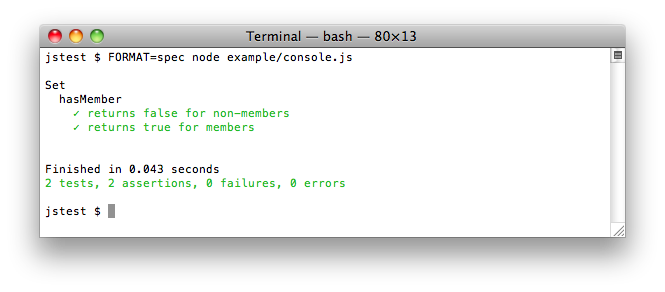 Terminal — bash — 80×13
jstest $ FORMAT=spec node example/console.js
Set
hasMember
✓ returns false for non-members
✓ returns true for members
Finished in 0.043 seconds
2 tests, 2 assertions, 0 failures, 0 errors
jstest $